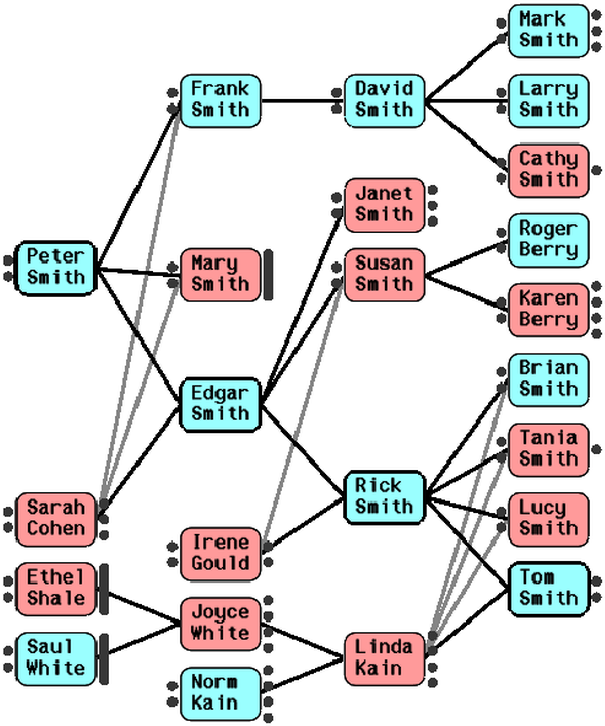 Mark
Smith
Frank
Smith
David
Smith
Larry
Smith
Cathy
Smith
Janet
Smith
Roger
Berry
Peter
Smith
Mary
Smith
Susan
Smith
Karen
Berry
Brian
Smith
Edgar
Smith
Tania
Smith
Rick
Smith
Sarah
Cohen
Lucy
Smith
Irene
Gould
Ethel
Shale
Tom
Smith
Joyce
White
Saul
White
Linda
Kain
Norm
Kain